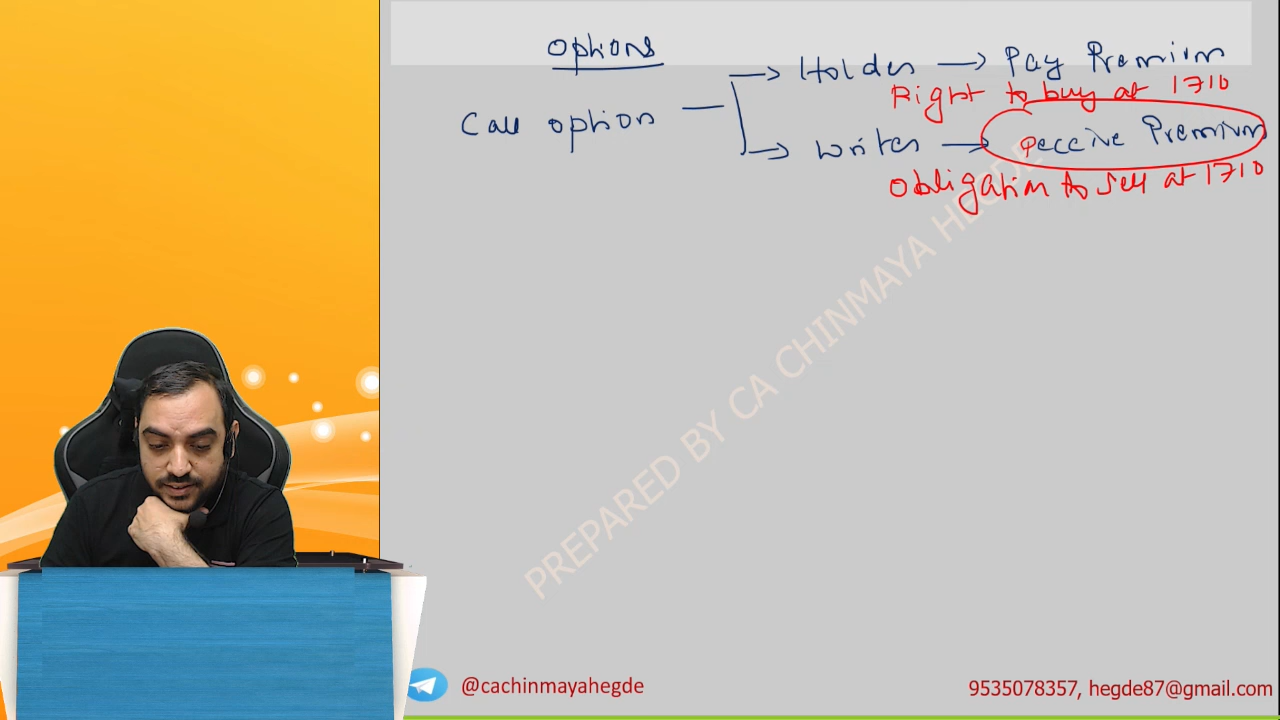 Options
Call option
→ Holder → Pay Premium
Right to buy at 1710
→ Writer → Receive Premium
Obligation to sell at 1710
PREPARED BY CA CHINMAYA HEGDE
@cachinmayahegde
9535078357, hegde87@gmail.com